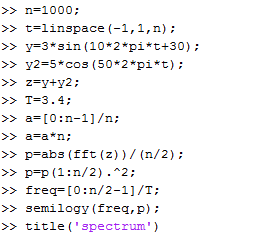 >> n=1000;
>> t=linspace(-1,1,n);
>> y=3*sin(10*2*pi*t+30);
>> y2=5*cos(50*2*pi*t);
>> z=y+y2;
>> T=3.4;
>> a=[0:n-1]/n;
>> a=a*n;
>> p=abs(fft(z))/(n/2);
>> p=p(1:n/2).^2;
>> freq=[0:n/2-1]/T;
>> semilogy(freq,p);
>> title('spectrum')